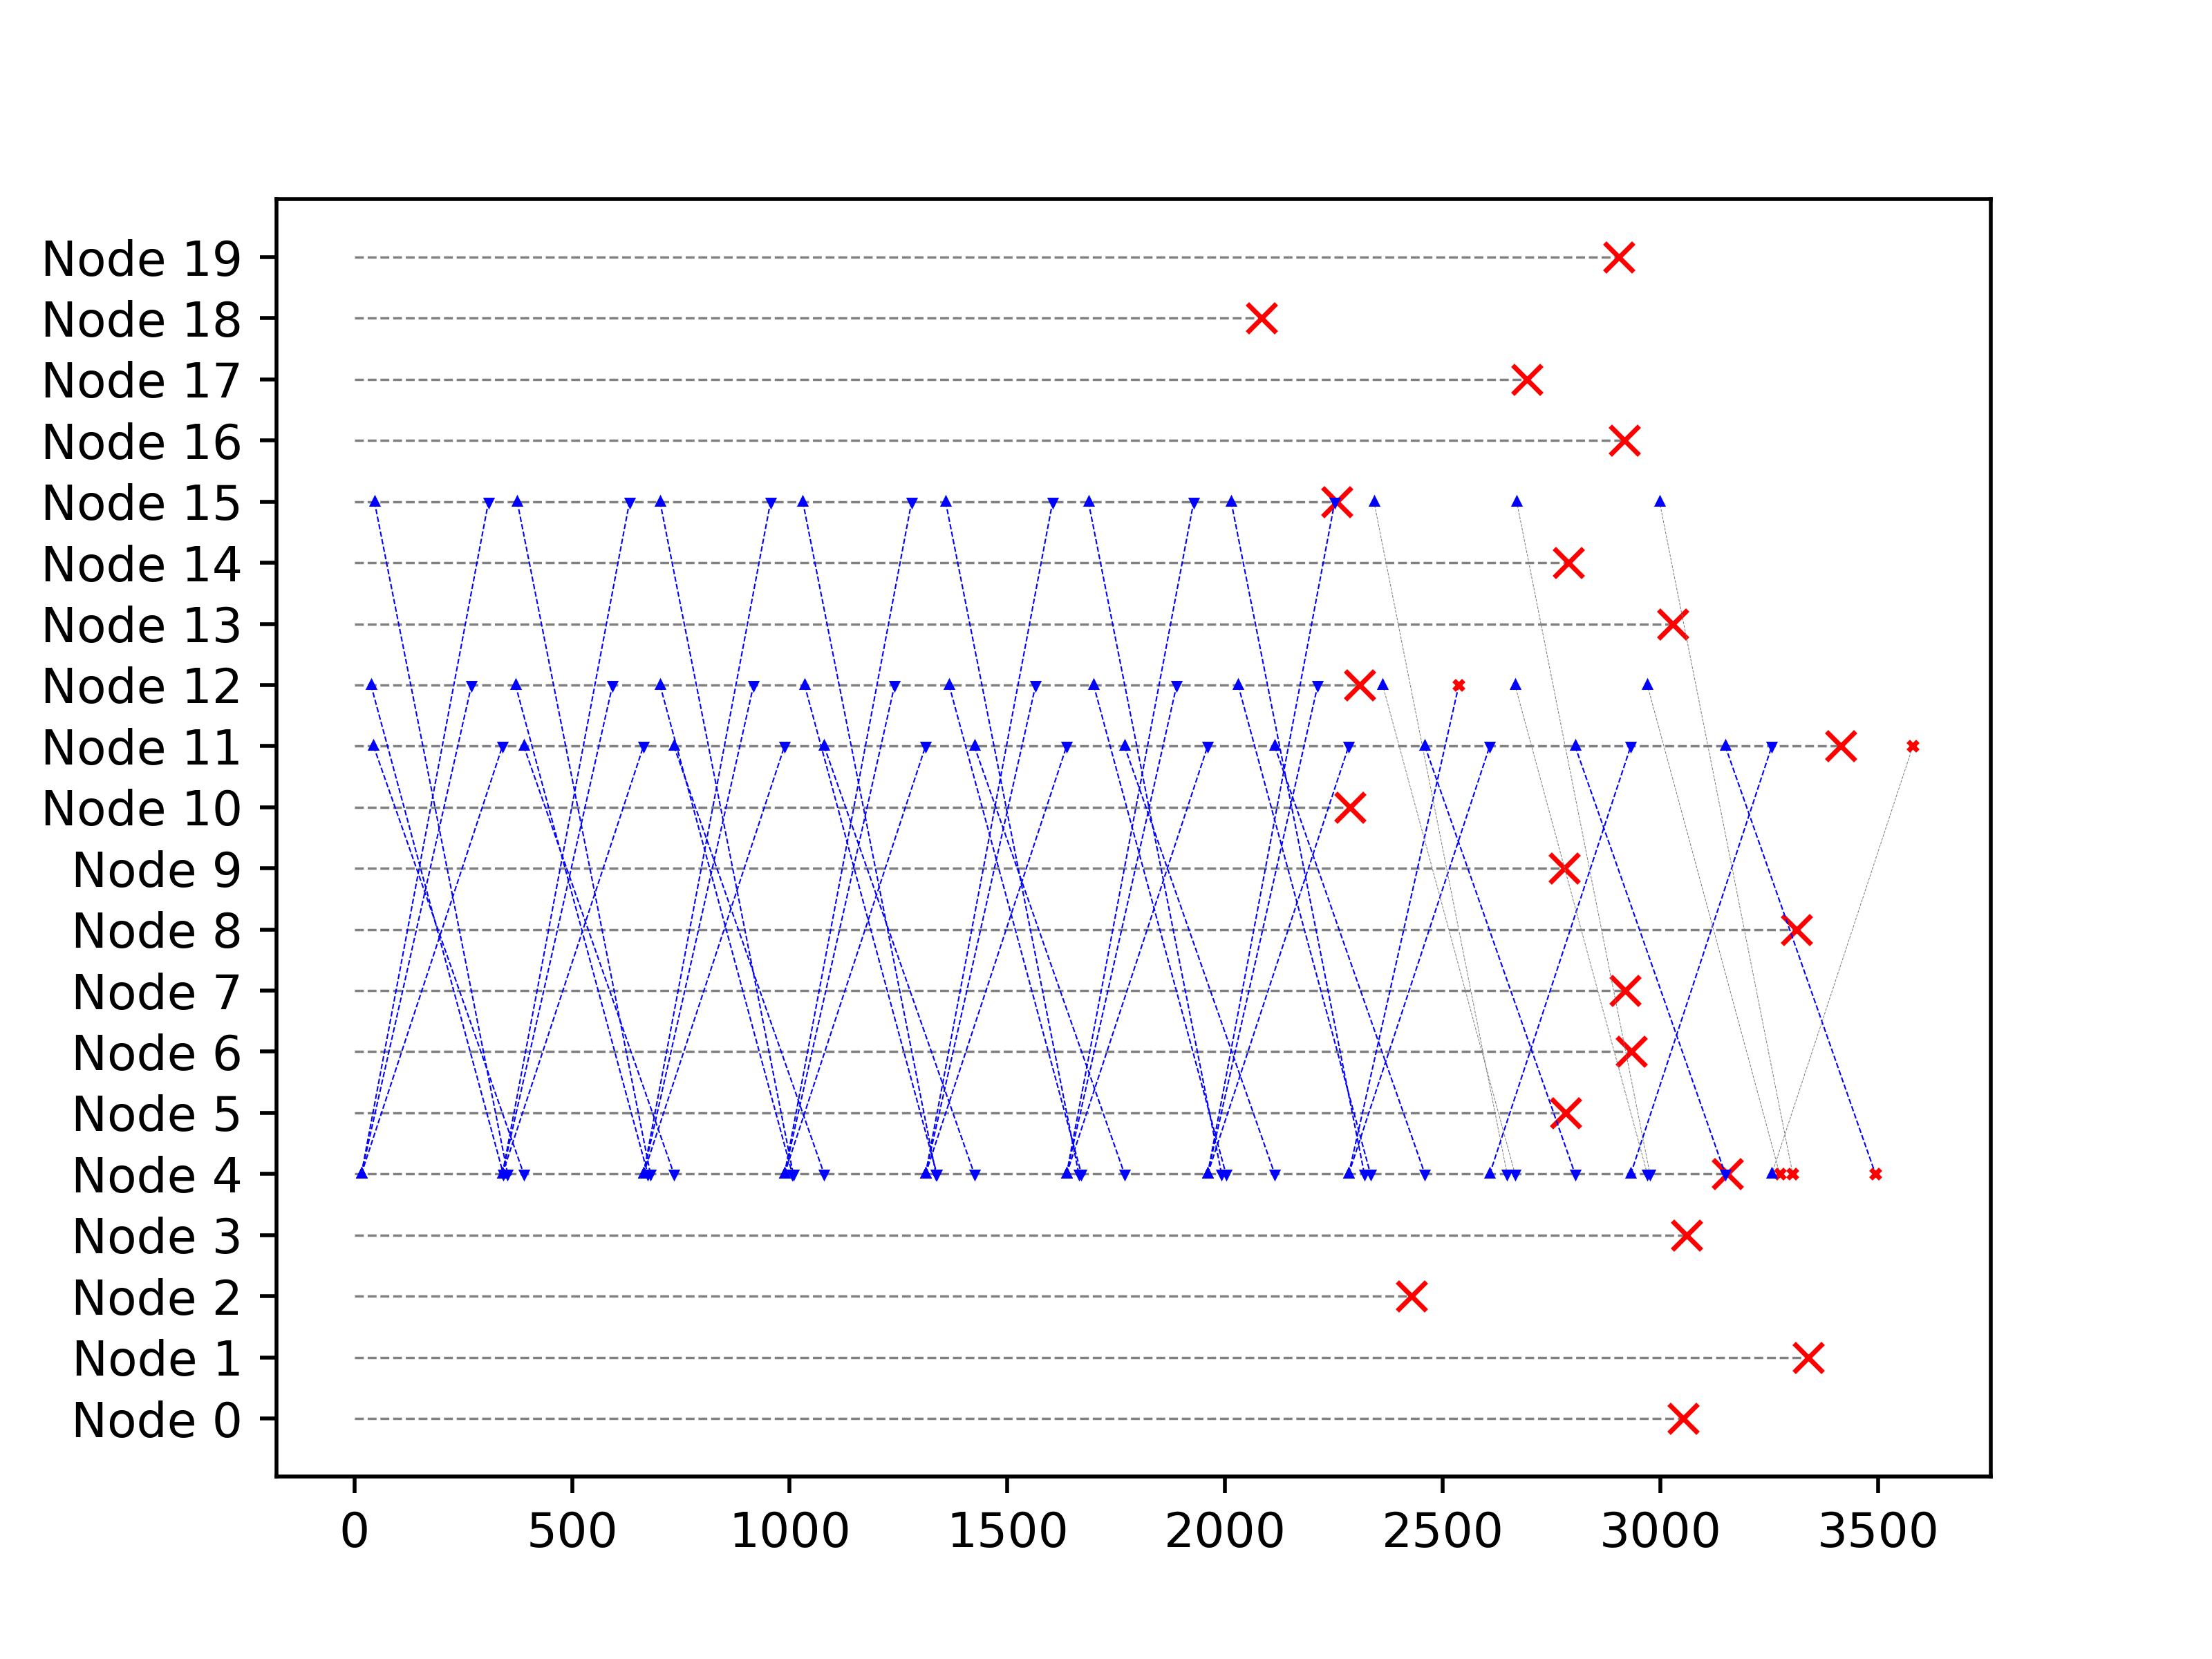 Node 19
Node 18
Node 17
Node 16
Node 15
Node 14
Node 13
Node 12
Node 11
Node 10
Node 9
Node 8
Node 7
Node 6
Node 5
Node 4
Node 3
Node 2
Node 1
Node 0
0 500 1000 1500 2000 2500 3000 3500